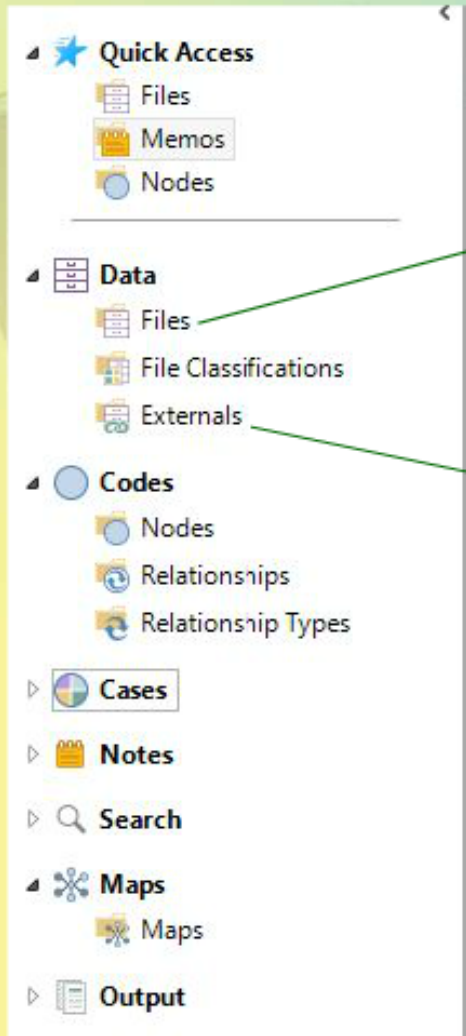 Quick Access
Files
Memos
Nodes
Data
Files
File Classifications
Externals
Codes
Nodes
Relationships
Relationship Types
Cases
Notes
Search
Maps
Maps
Output